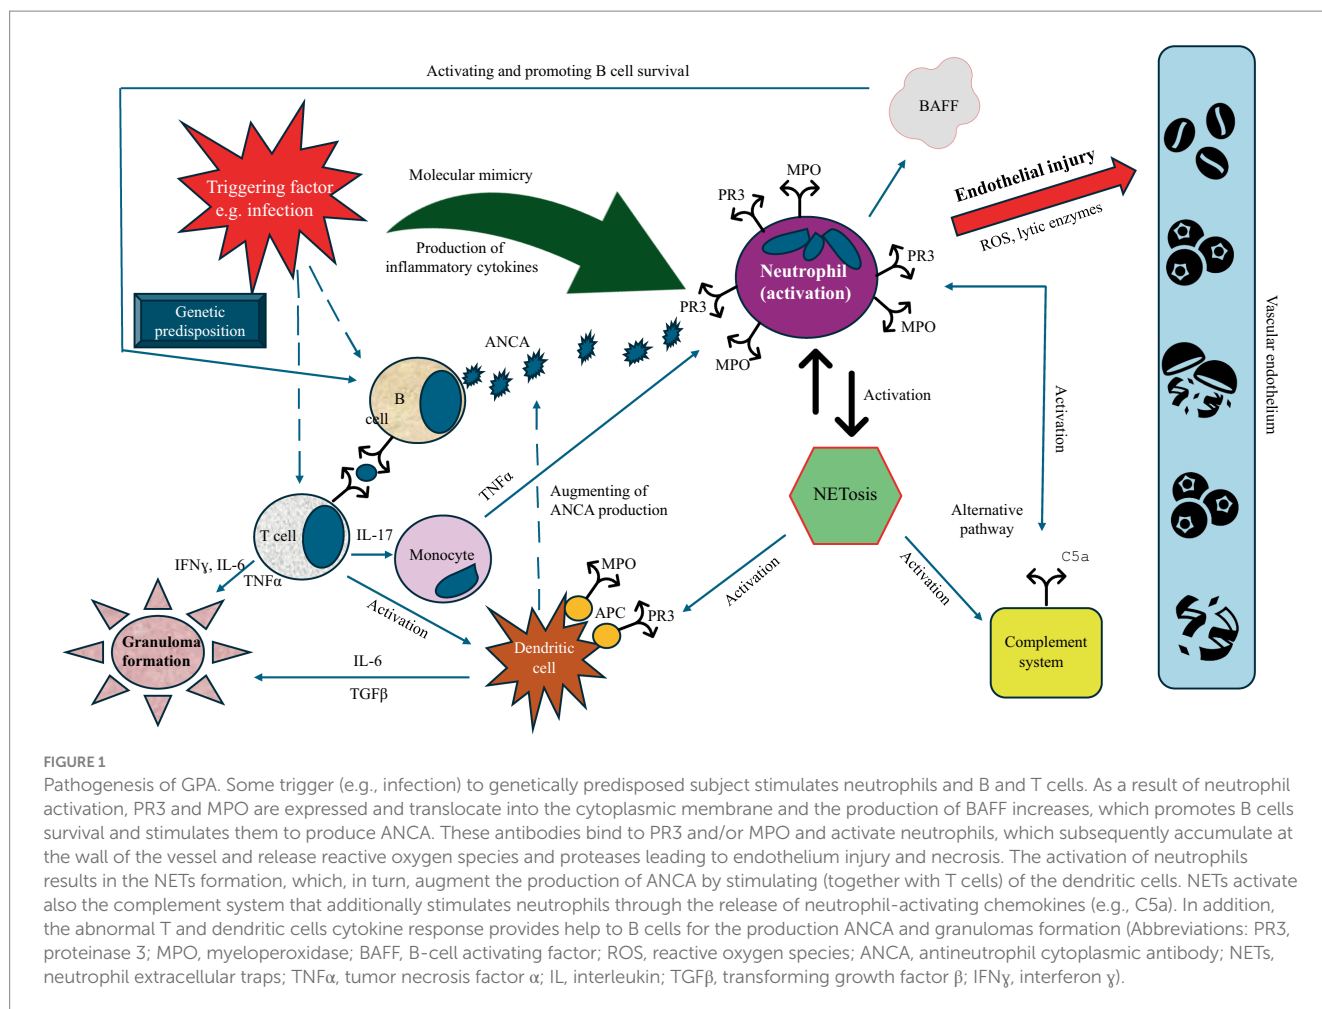 Activating and promoting B cell survival
BAFF
Triggering factor
e.g. infection
Molecular mimicry
Production of
inflammatory cytokines
Genetic
predisposition
MPO
PR3
Neutrophil
(activation)
PR3
PR3
MPO
MPO
Endothelial injury
ROS, lytic enzymes
Vascular endothelium
ANCA
B
cell
Activation
Activation
TNFα
NETosis
Augmenting of
ANCA production
Alternative
pathway
C5a
T cell
IL-17
Monocyte
IFNɣ, IL-6
TNFα
Activation
Activation
Activation
MPO
APC
PR3
Granuloma
formation
IL-6
TGFβ
Dendritic
cell
Complement
system
FIGURE 1
Pathogenesis of GPA. Some trigger (e.g., infection) to genetically predisposed subject stimulates neutrophils and B and T cells. As a result of neutrophil
activation, PR3 and MPO are expressed and translocate into the cytoplasmic membrane and the production of BAFF increases, which promotes B cells
survival and stimulates them to produce ANCA. These antibodies bind to PR3 and/or MPO and activate neutrophils, which subsequently accumulate at
the wall of the vessel and release reactive oxygen species and proteases leading to endothelium injury and necrosis. The activation of neutrophils
results in the NETs formation, which, in turn, augment the production of ANCA by stimulating (together with T cells) of the dendritic cells. NETs activate
also the complement system that additionally stimulates neutrophils through the release of neutrophil-activating chemokines (e.g., C5a). In addition,
the abnormal T and dendritic cells cytokine response provides help to B cells for the production ANCA and granulomas formation (Abbreviations: PR3,
proteinase 3; MPO, myeloperoxidase; BAFF, B-cell activating factor; ROS, reactive oxygen species; ANCA, antineutrophil cytoplasmic antibody; NETs,
neutrophil extracellular traps; TNFα, tumor necrosis factor α; IL, interleukin; TGFβ, transforming growth factor β; IFNɣ, interferon ɣ).